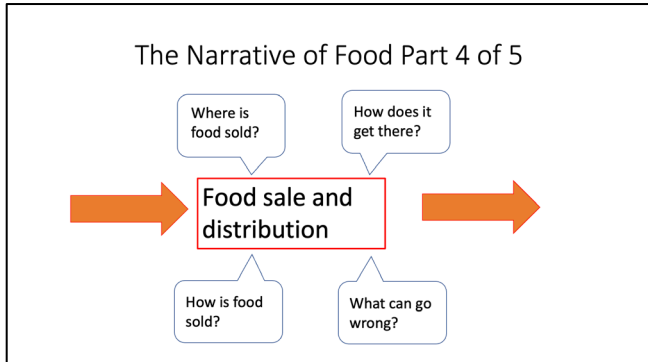 The Narrative of Food Part 4 of 5
Where is
food sold?
How does it
get there?
Food sale and
distribution
How is food
sold?
What can go
wrong?